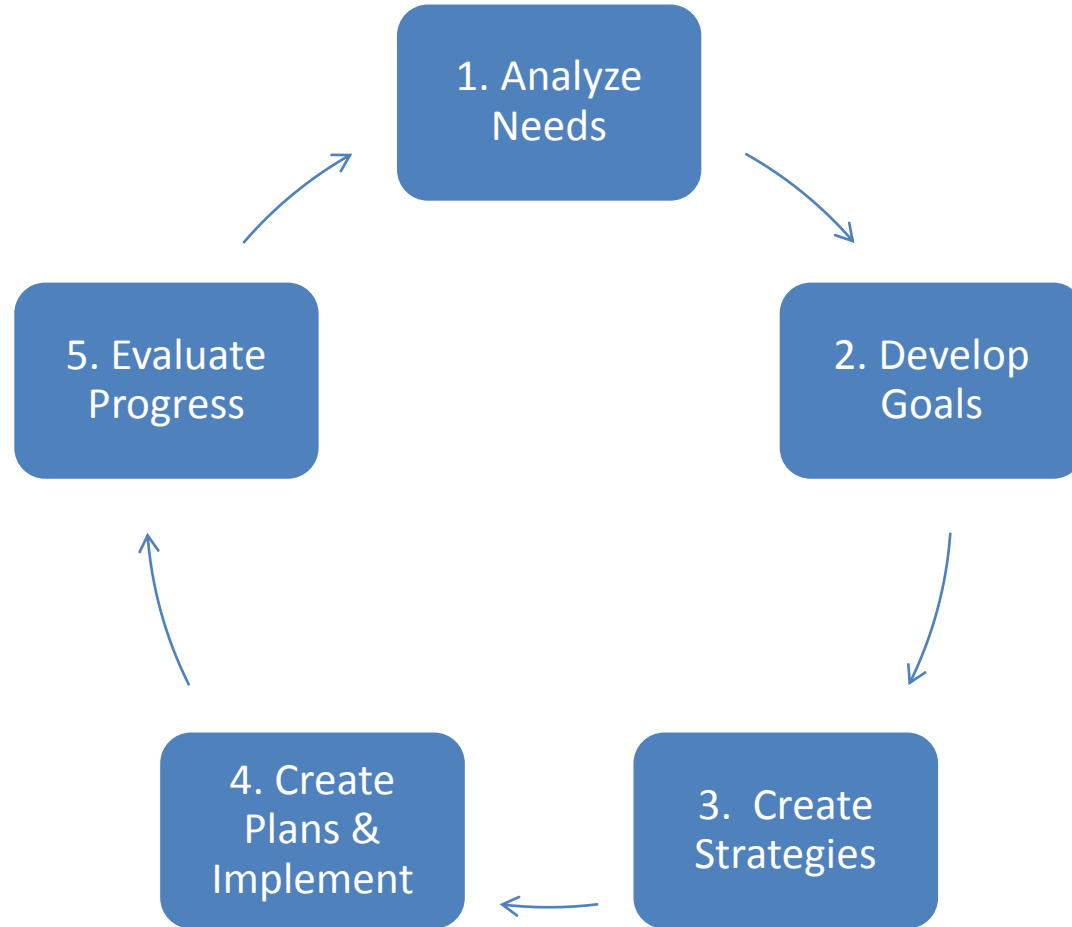 1. Analyze
Needs
2. Develop
Goals
3.  Create
Strategies
4. Create
Plans &
Implement
5. Evaluate
Progress